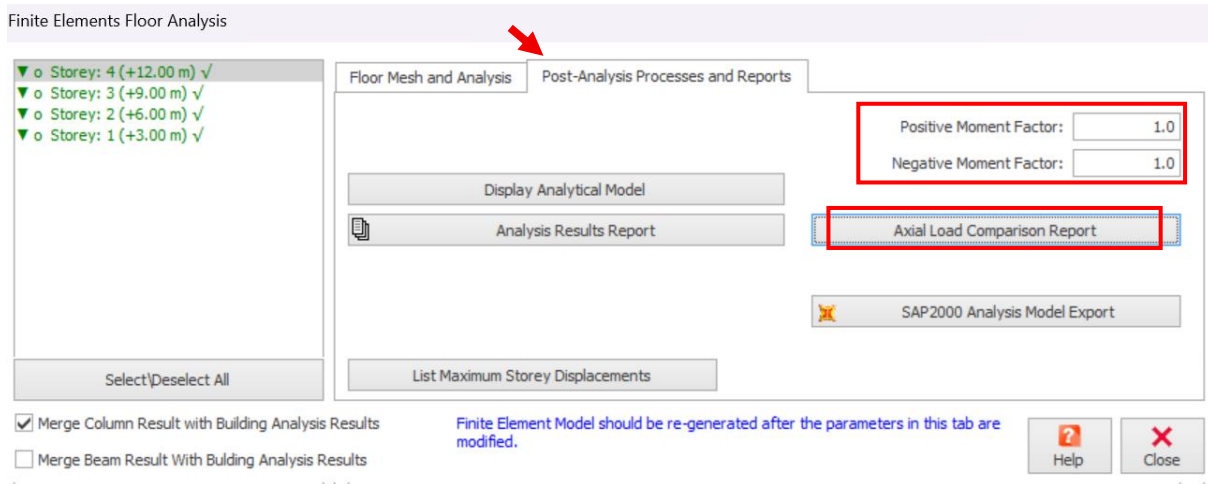 Finite Elements Floor Analysis
▼ o Storey: 4 (+12.00 m) √
▼ o Storey: 3 (+9.00 m) √
▼ o Storey: 2 (+6.00 m) √
▼ o Storey: 1 (+3.00 m) √
Select\Deselect All
Floor Mesh and Analysis
Post-Analysis Processes and Reports
Positive Moment Factor: 1.0
Negative Moment Factor: 1.0
Display Analytical Model
Analysis Results Report
Axial Load Comparison Report
SAP2000 Analysis Model Export
List Maximum Storey Displacements
Merge Column Result with Building Analysis Results
Merge Beam Result With Bulding Analysis Results
Finite Element Model should be re-generated after the parameters in this tab are
modified.
Help
Close